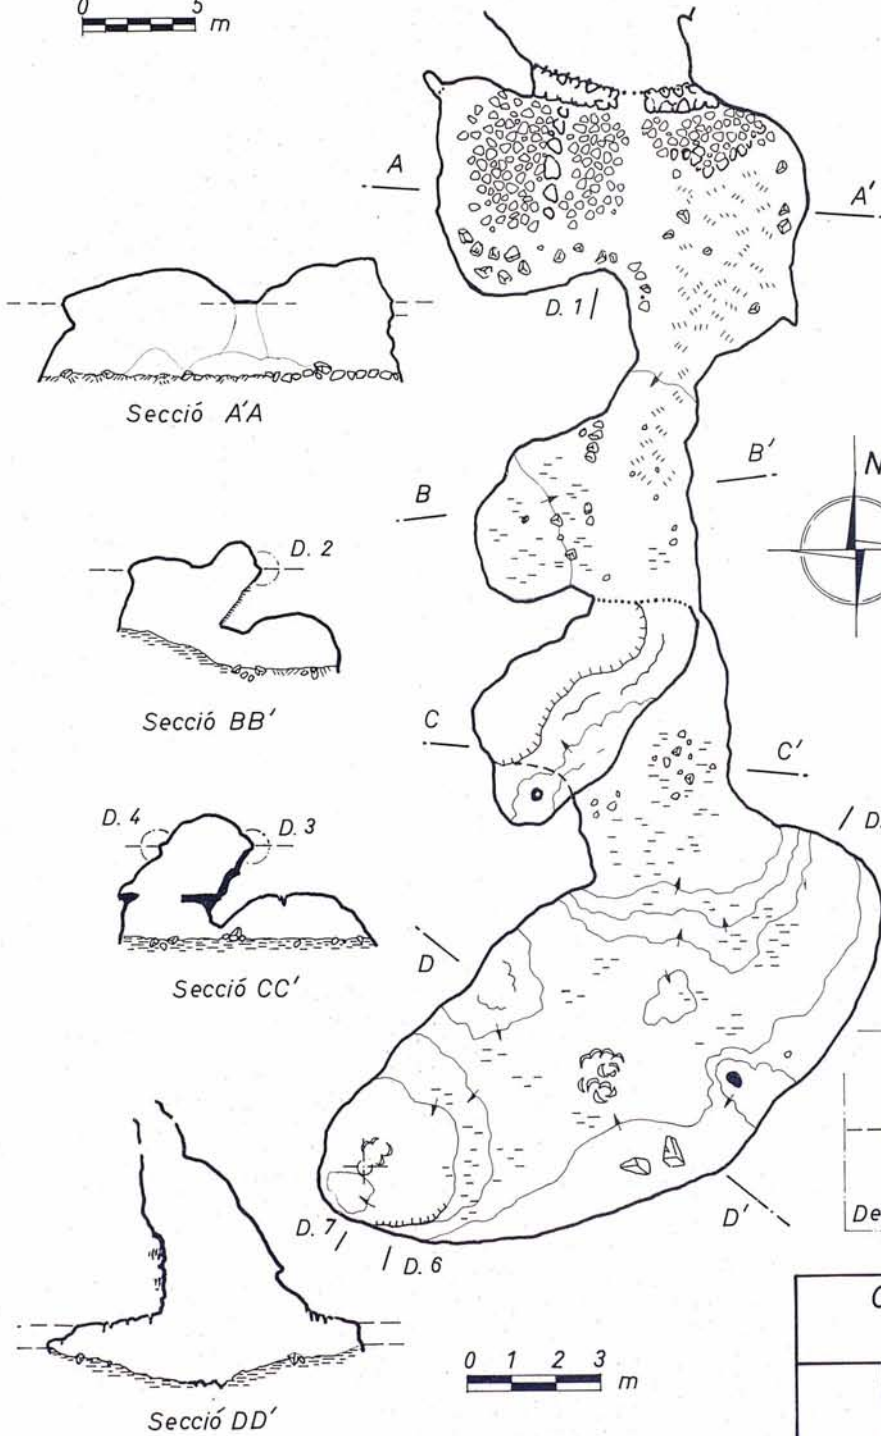 0 5
m
A
A'
D. 1
Secció A'A
B'
B
N
D. 2
Secció BB'
C
C'
D. 4
D. 3
D.
Secció CC'
D
D'
De
D. 7
D. 6
C
0 1 2 3
m
Secció DD'